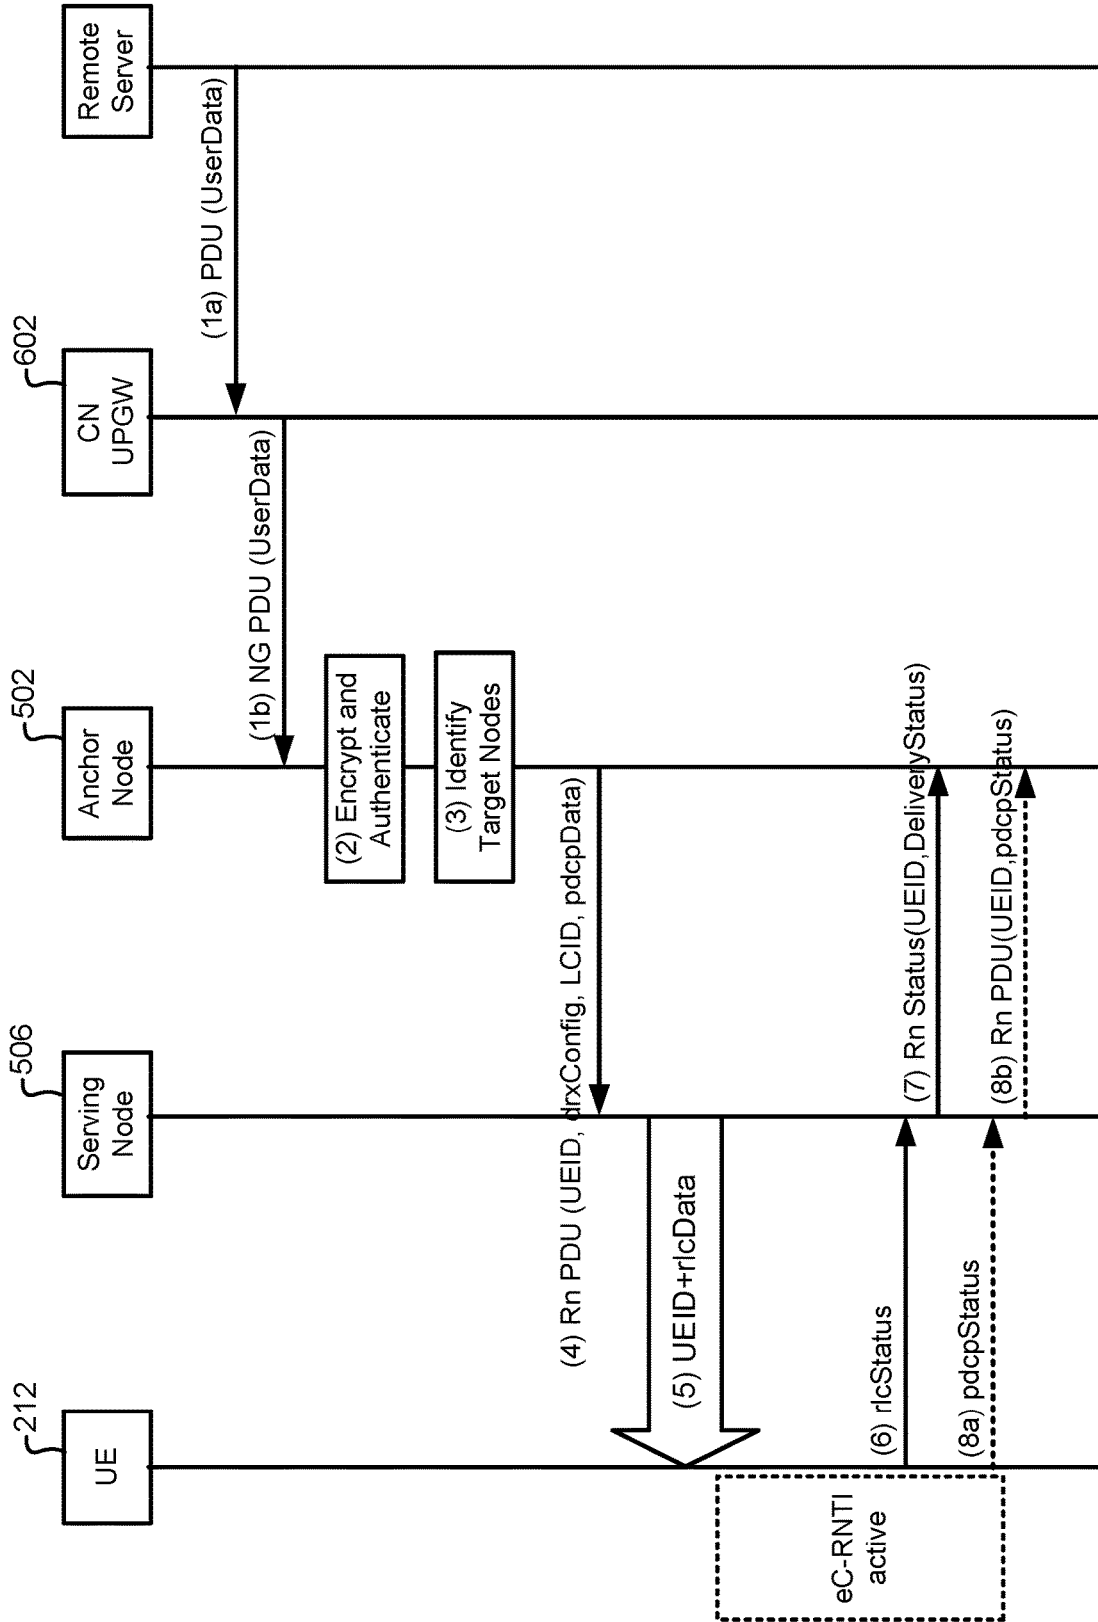 UE
212
Serving
Node
506
Anchor
Node
502
CN
UPGW
602
Remote
Server
(1a) PDU (UserData)
(1b) NG PDU (UserData)
(2) Encrypt and
Authenticate
(3) Identify
Target Nodes
(4) Rn PDU (UEID, drxConfig, LCID, pdcpData)
(5) UEID+rlcData
eC-RNTI
active
(6) rlcStatus
(7) Rn Status(UEID,DeliveryStatus)
(8a) pdcpStatus
(8b) Rn PDU(UEID,pdcpStatus)